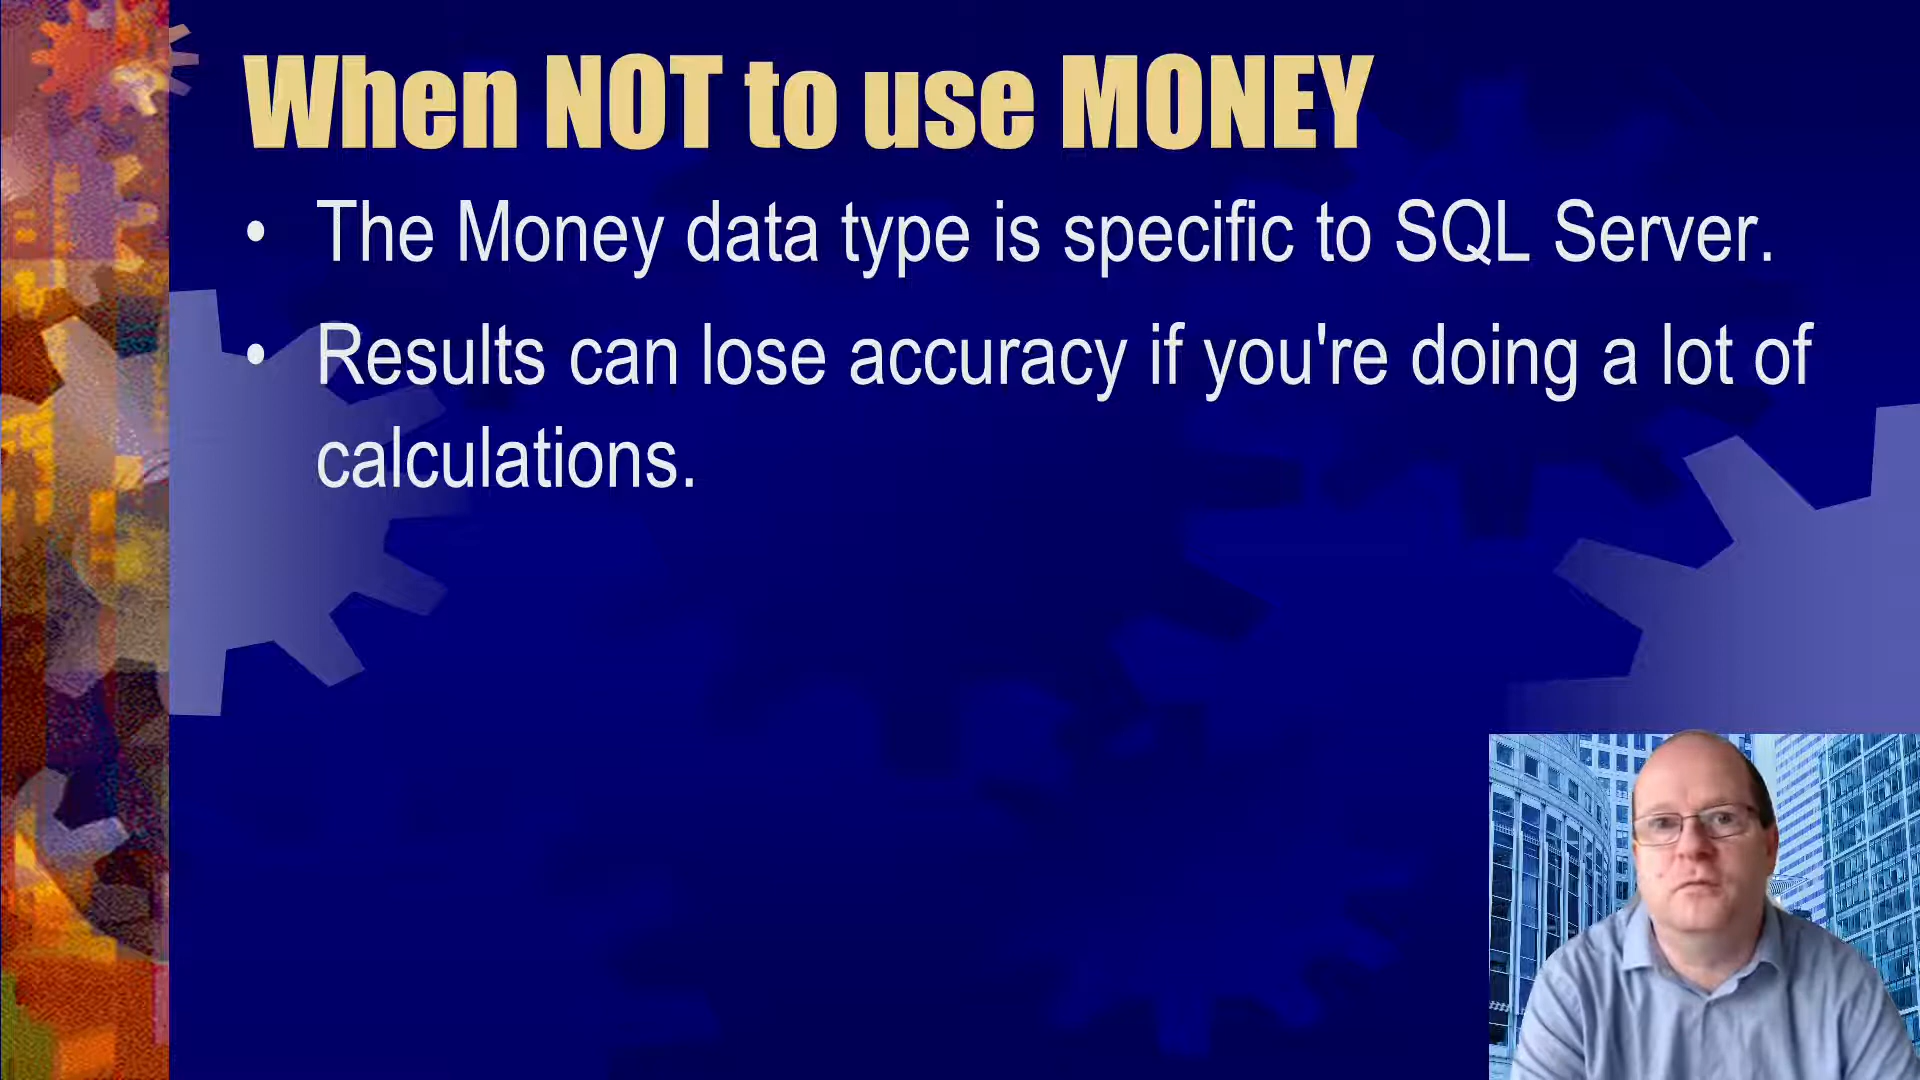 When NOT to use MONEY
• The Money data type is specific to SQL Server.
• Results can lose accuracy if you're doing a lot of
calculations.